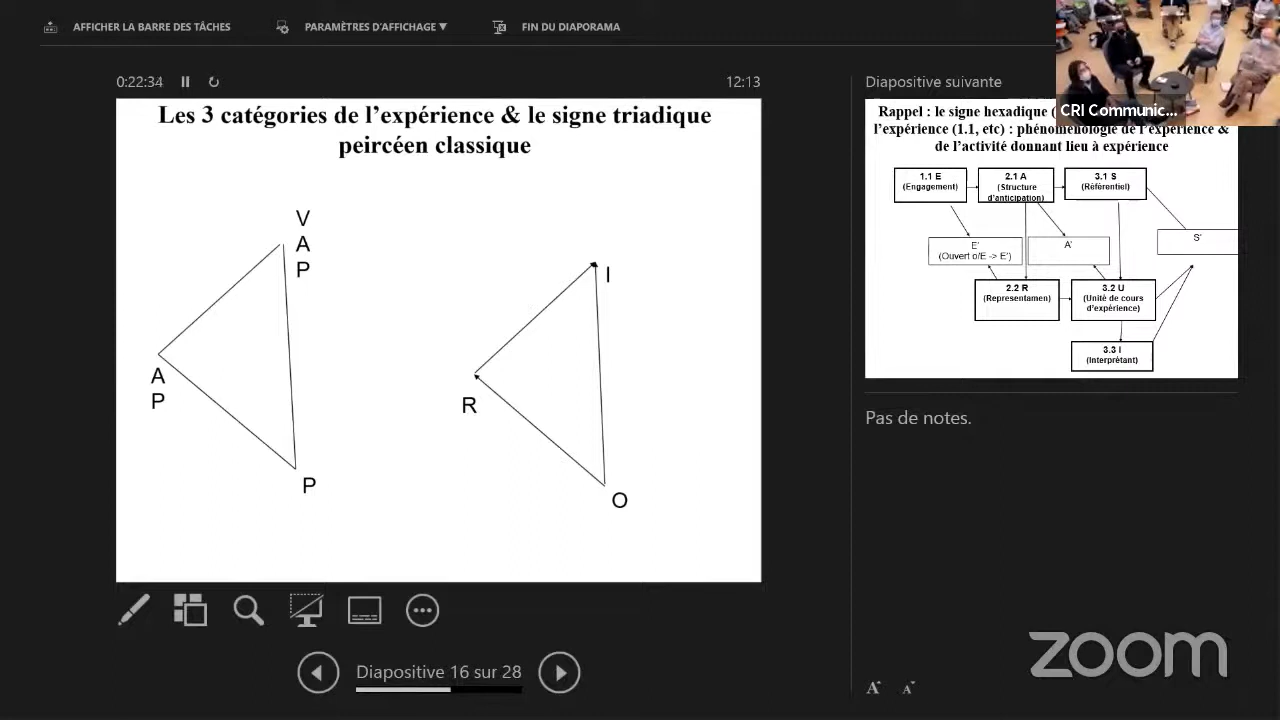 AFFICHER LA BARRE DES TÂCHES
PARAMÈTRES D'AFFICHAGE ▼
FIN DU DIAPORAMA
0:22:34
12:13
Les 3 catégories de l'expérience & le signe triadique
peircéen classique
V
A
P
A
P
P
I
R
O
Diapositive 16 sur 28
Diapositive suivante
CRI Communic...
Rappel : le signe hexadique (
l'expérience (1.1, etc) : phénoménologie de l'expérience &
de l'activité donnant lieu à expérience
1.1 E
(Engagement)
2.1 A
(Structure
d'anticipation)
3.1 S
(Référentiel)
E'
(Ouvert o/E -> E')
A'
S'
2.2 R
(Representamen)
3.2 U
(Unité de cours
d'expérience)
3.3 I
(Interprétant)
Pas de notes.
A
A
zoom